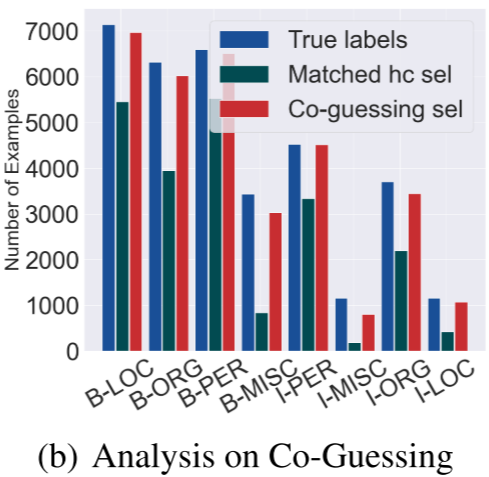 7000
6000
5000
4000
3000
2000
1000
0
Number of Examples
True labels
Matched hc sel
Co-guessing sel
B-LOC
B-ORG
B-PER
B-MISC
I-PER
I-MISC
I-ORG
I-LOC
(b) Analysis on Co-Guessing